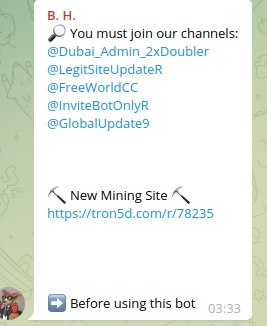 B. H.
🔎 You must join our channels:
@Dubai_Admin_2xDoubler
@LegitSiteUpdateR
@FreeWorldCC
@InviteBotOnlyR
@GlobalUpdate9
⛏ New Mining Site ⛏
https://tron5d.com/r/78235
➡️ Before using this bot 03:33